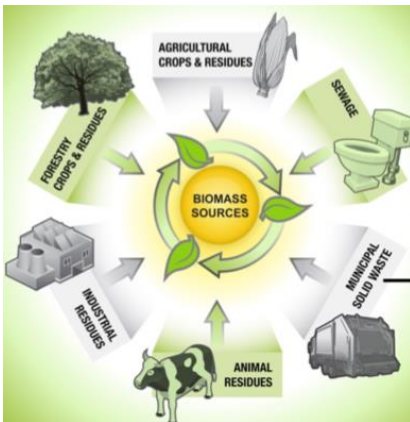 AGRICULTURAL
CROPS & RESIDUES
SEWAGE
MUNICIPAL
SOLID WASTE
ANIMAL
RESIDUES
INDUSTRIAL
RESIDUES
FORESTRY
CROPS & RESIDUES
BIOMASS
SOURCES